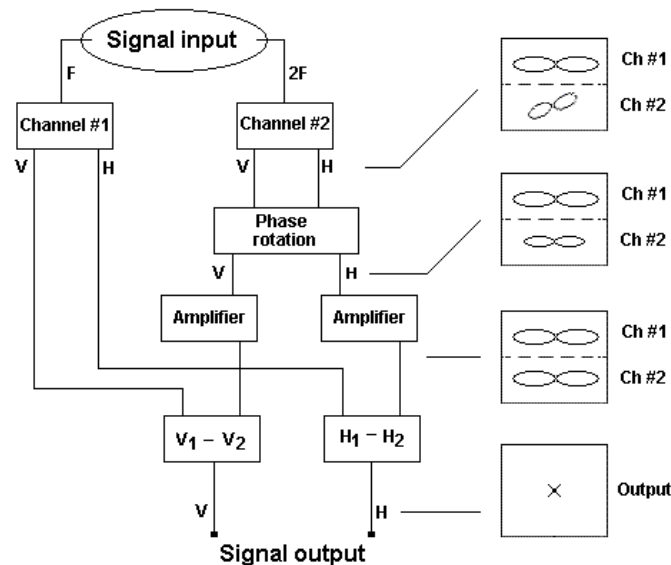 Signal input
F
2F
Channel #1
Channel #2
V
H
V
H
Phase
rotation
V
H
Amplifier
Amplifier
V1 – V2
H1 – H2
V
H
Signal output
Ch #1
Ch #2
Ch #1
Ch #2
Ch #1
Ch #2
Output